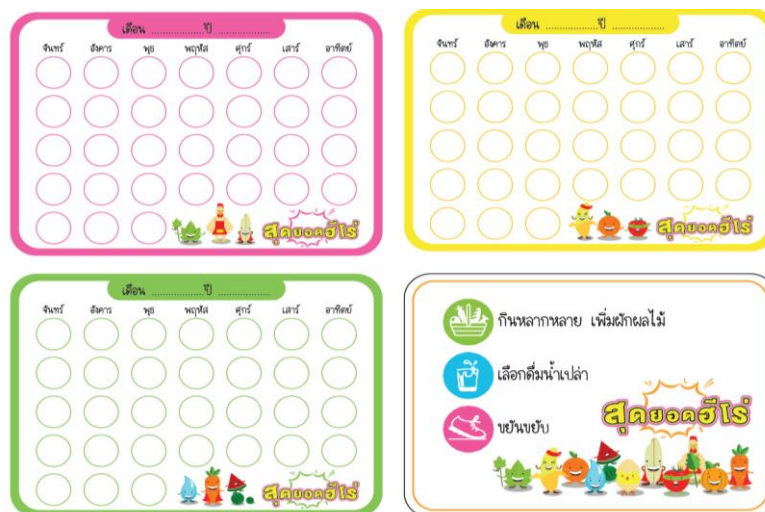 เดือน ....................ปี ....................
จันทร์ อังคาร พุธ พฤหัส ศุกร์ เสาร์ อาทิตย์
สุดยอดฮีโร่
เดือน ....................ปี ....................
จันทร์ อังคาร พุธ พฤหัส ศุกร์ เสาร์ อาทิตย์
สุดยอดฮีโร่
เดือน ....................ปี ....................
จันทร์ อังคาร พุธ พฤหัส ศุกร์ เสาร์ อาทิตย์
สุดยอดฮีโร่
กินหลากหลาย เพิ่มผักผลไม้
เลือกดื่มน้ำเปล่า
ขยันขยับ
สุดยอดฮีโร่